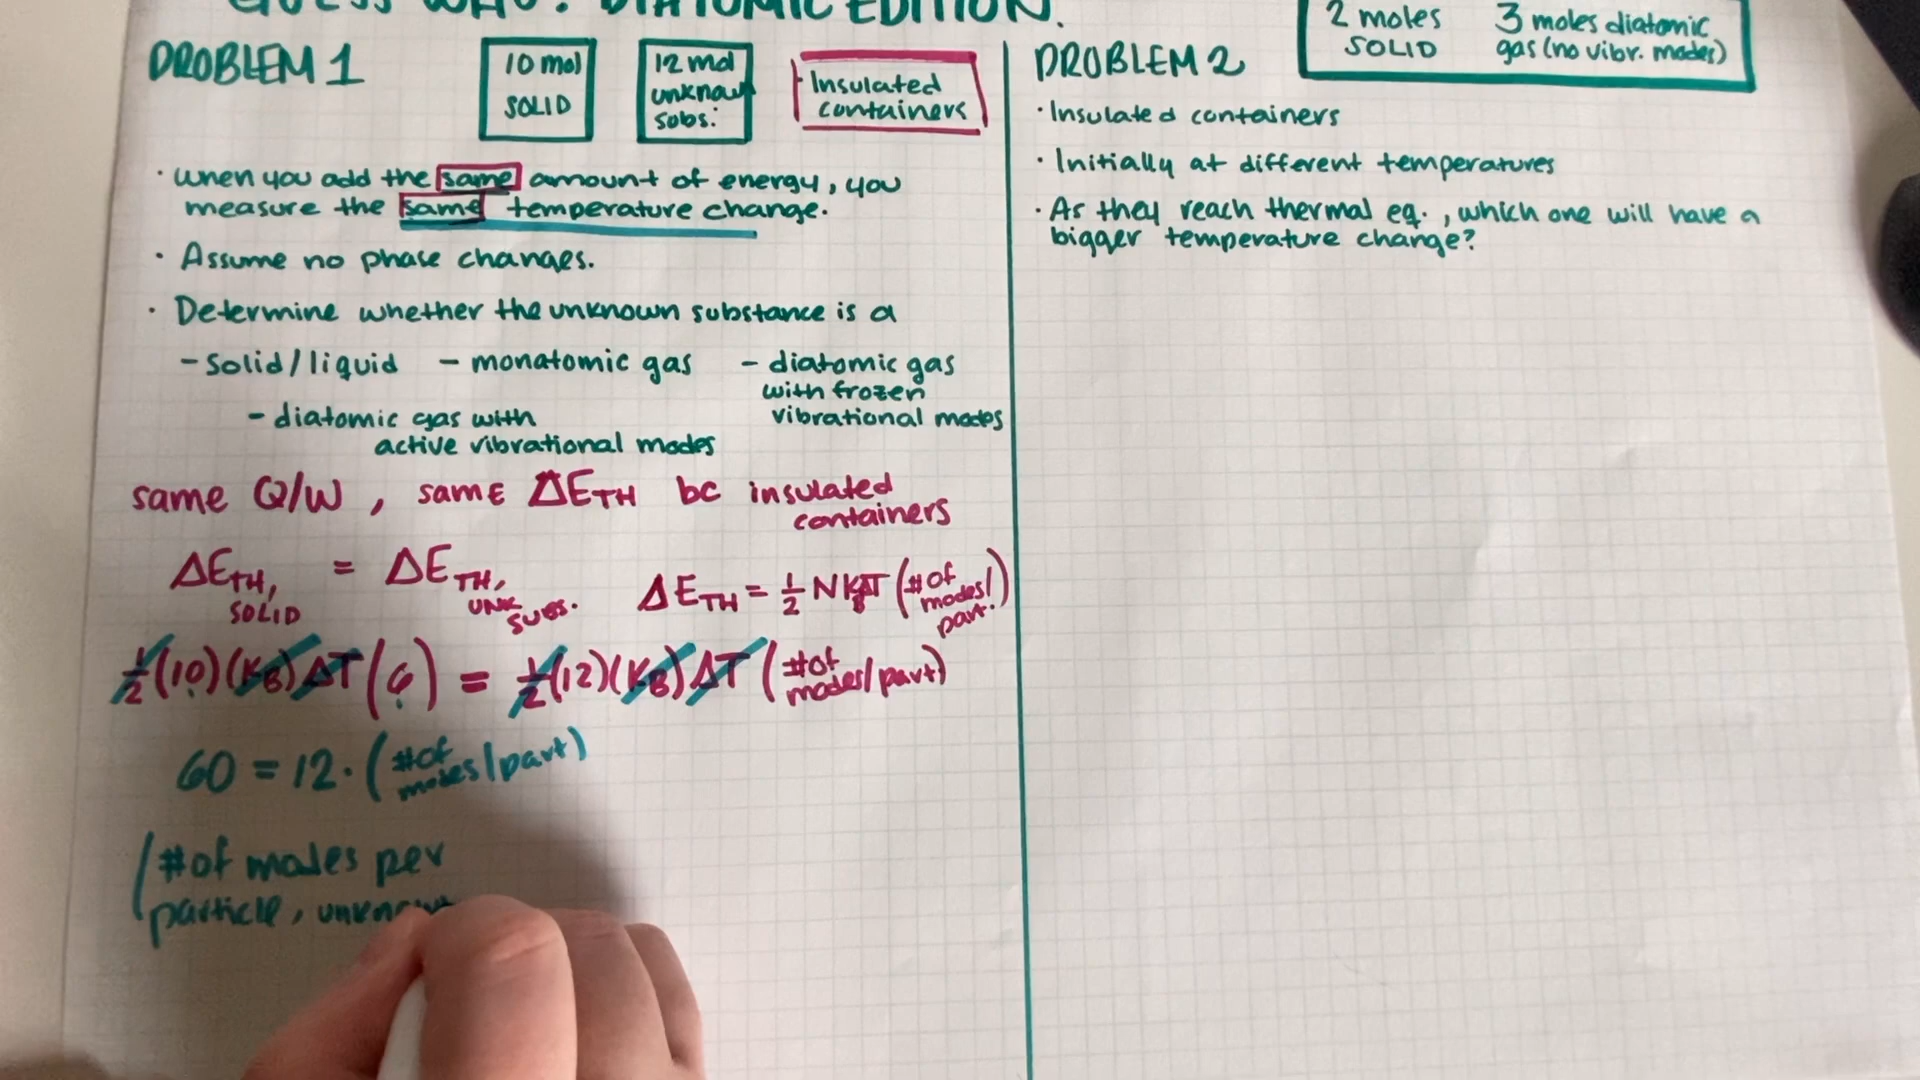 GUESS WHO? DIATOMIC EDITION.
PROBLEM 1
10 mol
SOLID
12 mol
unknown
subs.
Insulated
containers
· When you add the same amount of energy, you
measure the same temperature change.
· Assume no phase changes.
· Determine whether the unknown substance is a
- Solid/liquid - monatomic gas - diatomic gas
with frozen
vibrational modes
- diatomic gas with
active vibrational modes
same Q/W, same ΔETH bc insulated
containers
ΔETH, SOLID = ΔETH, UNK SUBS.
ΔETH = 1/2 NKBΔT (# of modes/part.)
1/2(10)(KB)ΔT(6) = 1/2(12)(KB)ΔT (# of modes/part)
60 = 12 · (# of modes/part)
(# of modes per
particle, unknown
PROBLEM 2
2 moles
SOLID
3 moles diatomic
gas (no vibr. modes)
· Insulated containers
· Initially at different temperatures
· As they reach thermal eq., which one will have a
bigger temperature change?